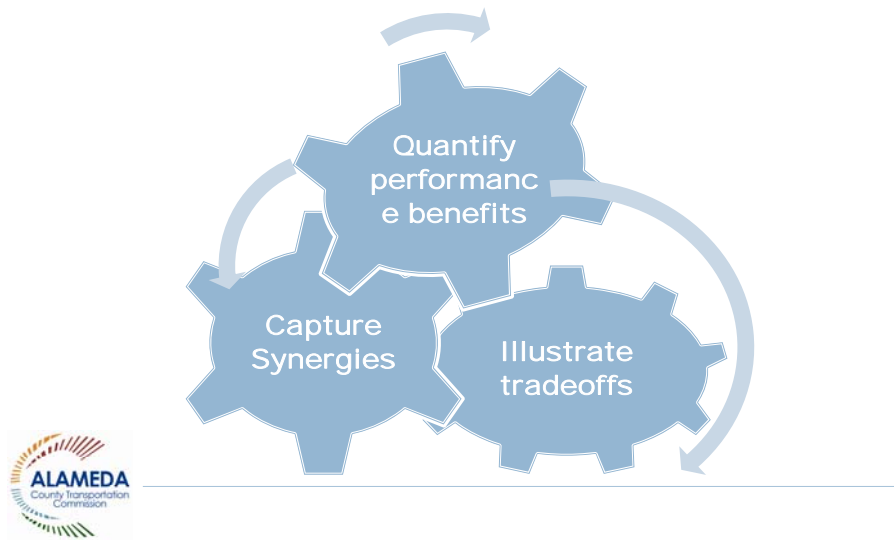 Quantify
performanc
e benefits
Capture
Synergies
Illustrate
tradeoffs
ALAMEDA
County Transportation
Commission